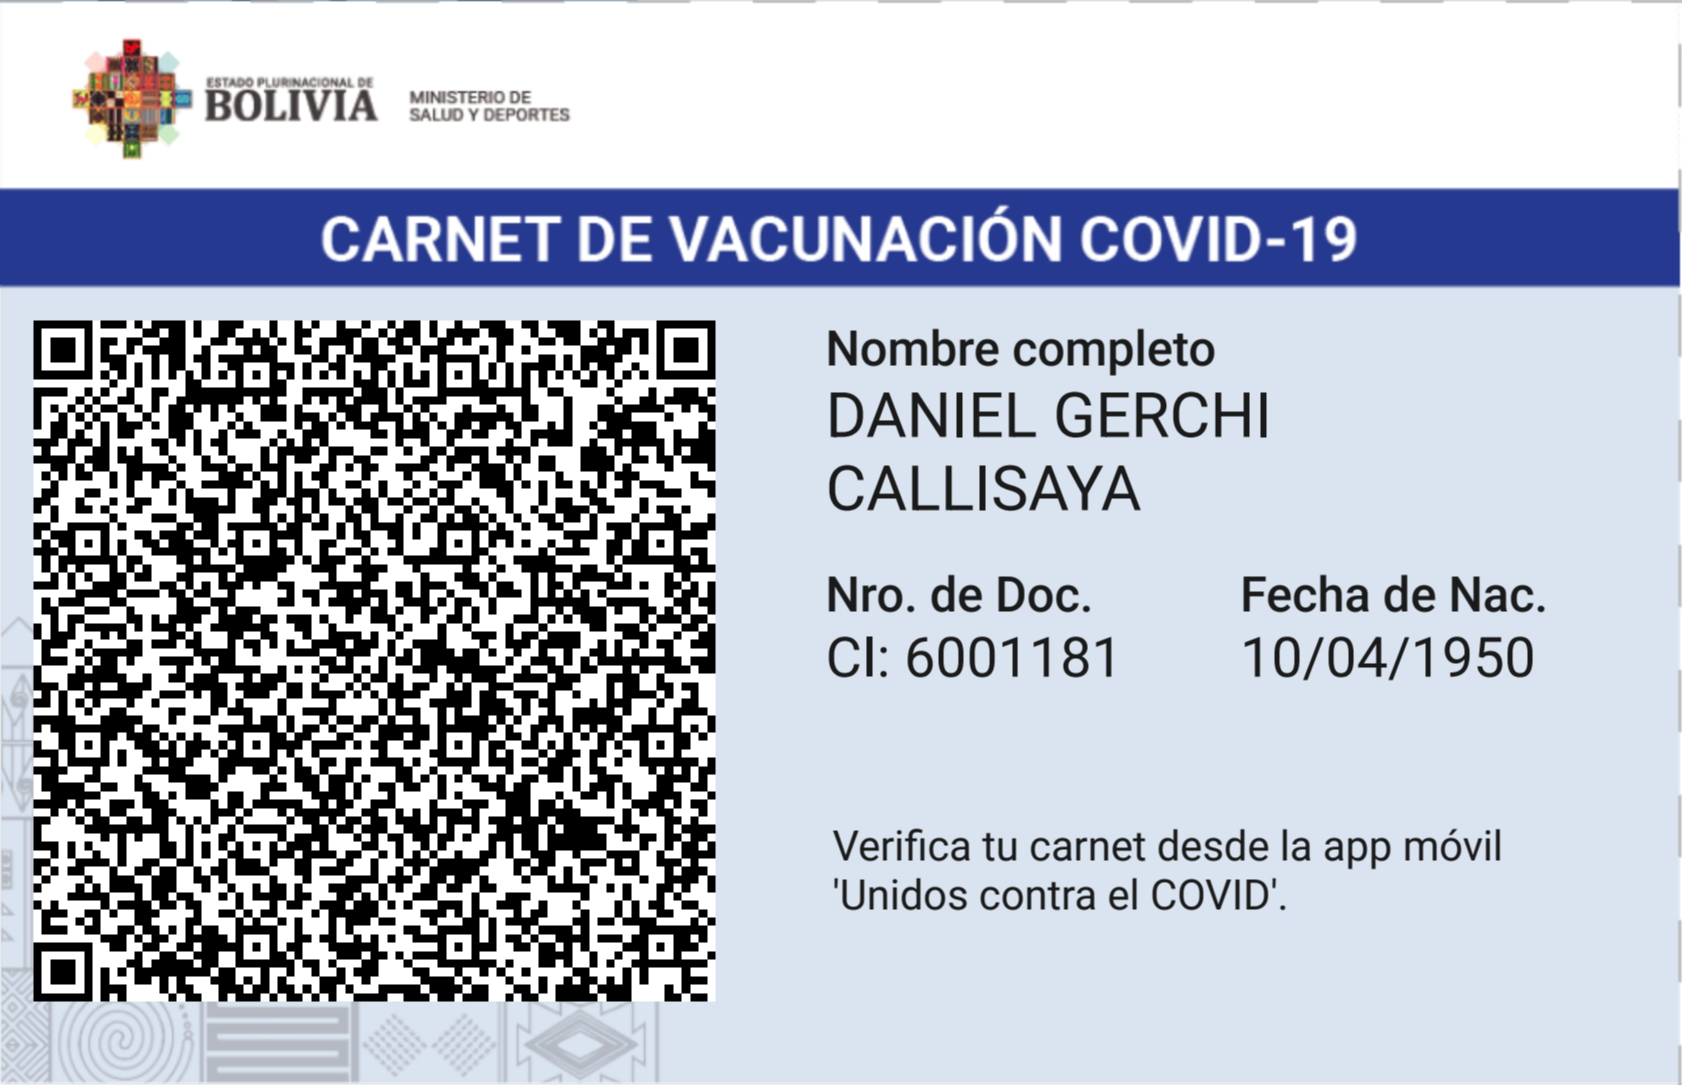 ESTADO PLURINACIONAL DE
BOLIVIA
MINISTERIO DE
SALUD Y DEPORTES
CARNET DE VACUNACIÓN COVID-19
Nombre completo
DANIEL GERCHI
CALLISAYA
Nro. de Doc. Fecha de Nac.
CI: 6001181 10/04/1950
Verifica tu carnet desde la app móvil
'Unidos contra el COVID'.